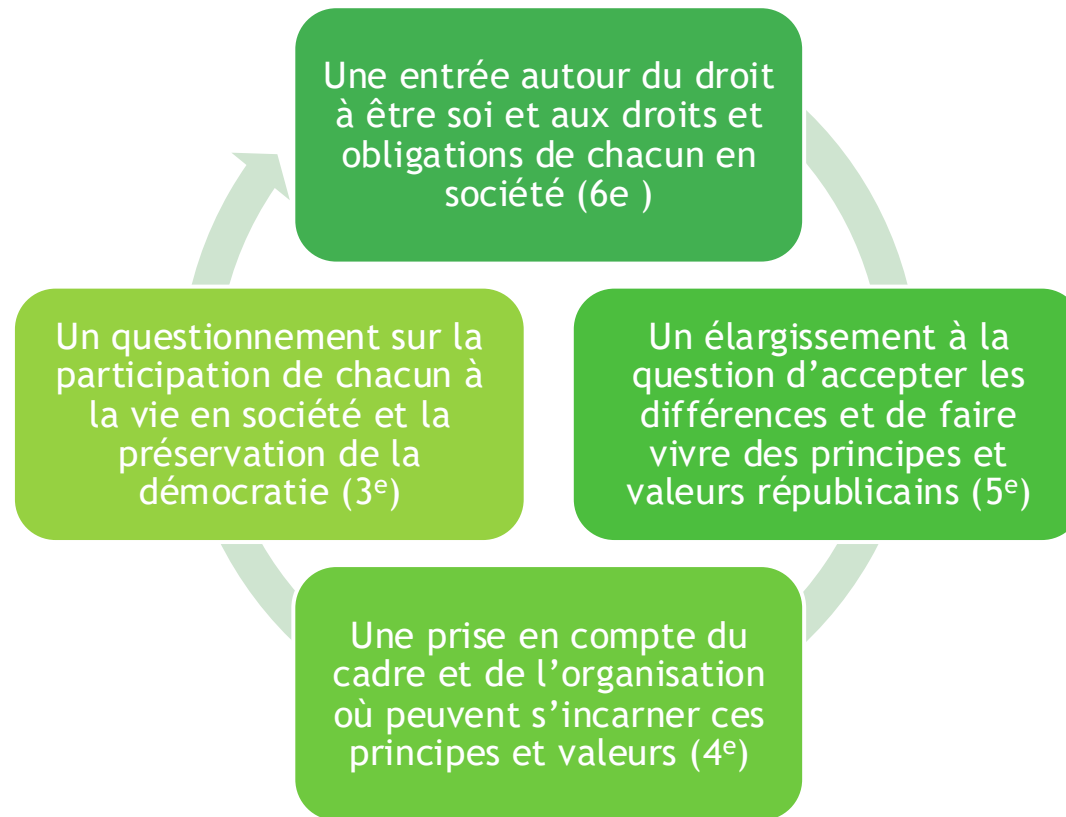 Une entrée autour du droit
à être soi et aux droits et
obligations de chacun en
société (6e )
Un élargissement à la
question d’accepter les
différences et de faire
vivre des principes et
valeurs républicains (5ᵉ)
Une prise en compte du
cadre et de l’organisation
où peuvent s’incarner ces
principes et valeurs (4ᵉ)
Un questionnement sur la
participation de chacun à
la vie en société et la
préservation de la
démocratie (3ᵉ)